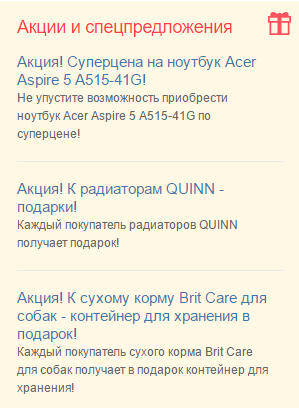 Акции и спецпредложения
Акция! Суперцена на ноутбук Acer
Aspire 5 A515-41G!
Не упустите возможность приобрести
ноутбук Acer Aspire 5 A515-41G по
суперцене!
Акция! К радиаторам QUINN -
подарки!
Каждый покупатель радиаторов QUINN
получает подарок!
Акция! К сухому корму Brit Care для
собак - контейнер для хранения в
подарок!
Каждый покупатель сухого корма Brit Care
для собак получает в подарок контейнер для
хранения!